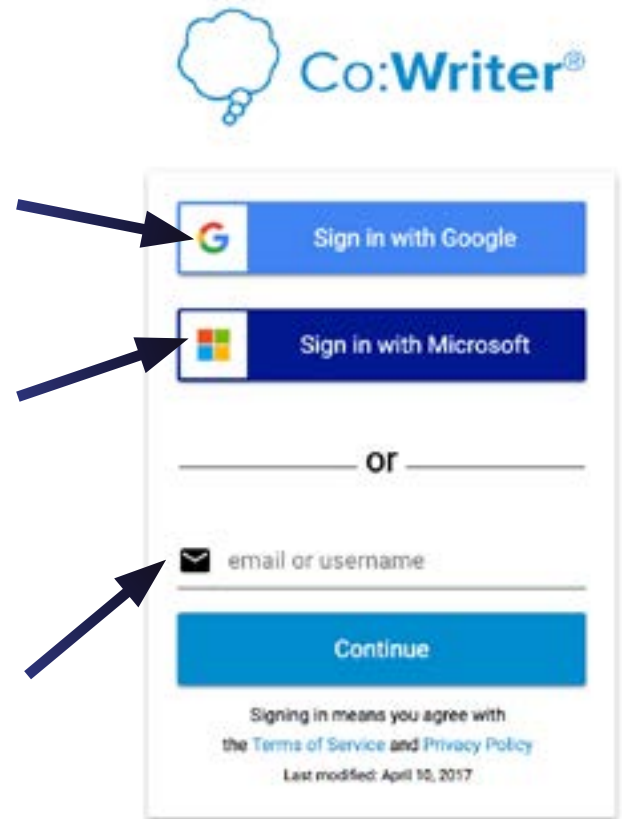 Co:Writer®
Sign in with Google
Sign in with Microsoft
or
email or username
Continue
Signing in means you agree with
the Terms of Service and Privacy Policy
Last modified: April 10, 2017